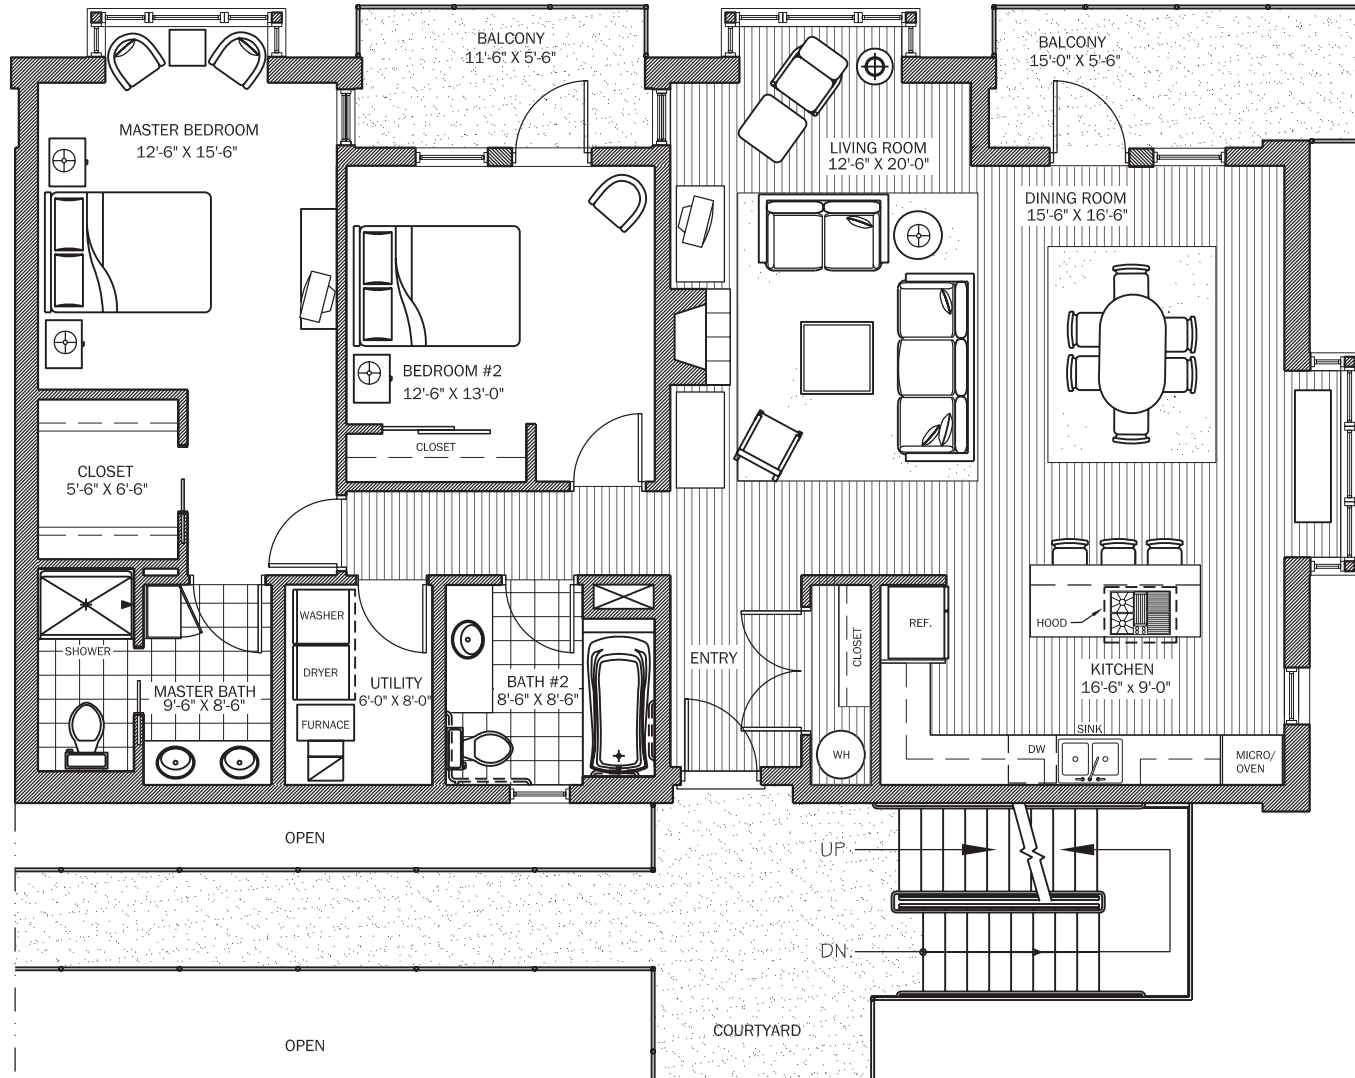 BALCONY
11'-6" X 5'-6"
BALCONY
15'-0" X 5'-6"
MASTER BEDROOM
12'-6" X 15'-6"
LIVING ROOM
12'-6" X 20'-0"
DINING ROOM
15'-6" X 16'-6"
BEDROOM #2
12'-6" X 13'-0"
CLOSET
CLOSET
5'-6" X 6'-6"
WASHER
DRYER
FURNACE
SHOWER
MASTER BATH
9'-6" X 8'-6"
UTILITY
6'-0" X 8'-0"
BATH #2
8'-6" X 8'-6"
ENTRY
CLOSET
WH
REF.
HOOD
KITCHEN
16'-6" x 9'-0"
SINK
DW
MICRO/
OVEN
OPEN
UP
DN.
COURTYARD
OPEN